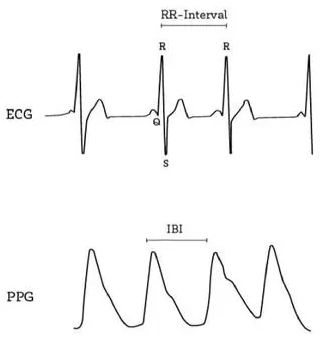 RR-Interval
R R
ECG
Q
S
IBI
PPG